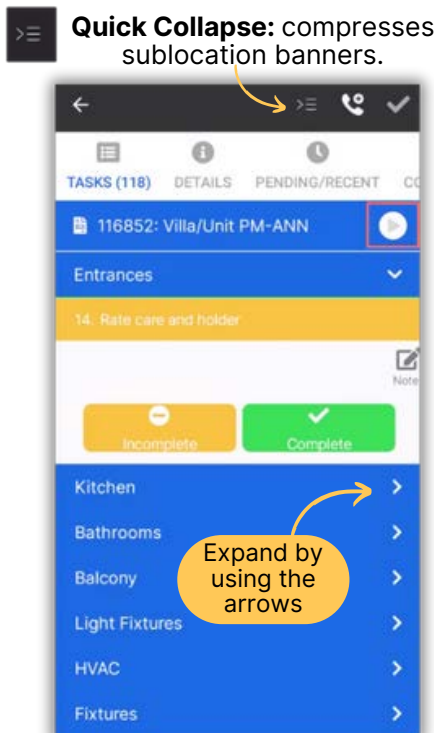 Quick Collapse: compresses
sublocation banners.
TASKS (118) DETAILS PENDING/RECENT CO
116852: Villa/Unit PM-ANN
Entrances
14. Rate care and holder
Note
Incomplete Complete
Kitchen
Bathrooms
Balcony
Light Fixtures
HVAC
Fixtures
Expand by
using the
arrows